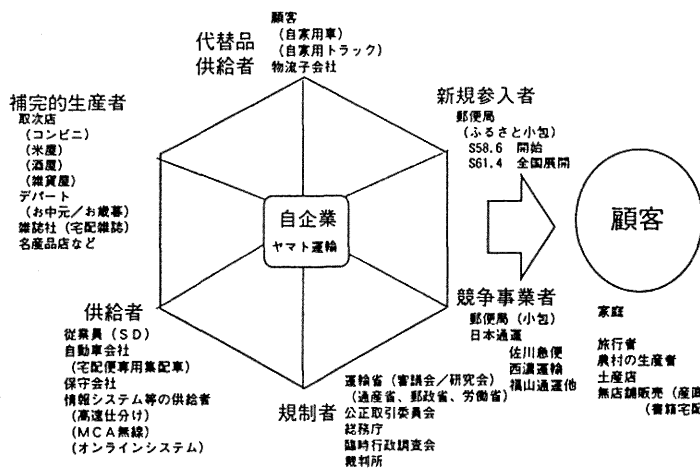 代替品
供給者
顧客
(自家用車)
(自家用トラック)
物流子会社
補完的生産者
取次店
(コンビニ)
(米屋)
(酒屋)
(雑貨屋)
デパート
(お中元/お歳暮)
雑誌社(宅配雑誌)
名産品店など
新規参入者
郵便局
(ふるさと小包)
S58.6 開始
S61.4 全国展開
自企業
ヤマト運輸
顧客
家庭
旅行者
農村の生産者
土産店
無店舗販売(産直
(書籍宅配
供給者
従業員(SD)
自動車会社
(宅配便専用集配車)
保守会社
情報システム等の供給者
(高速仕分け)
(MCA無線)
(オンラインシステム)
規制者
運輸省(審議会/研究会)
(通産省、郵政省、労働省)
公正取引委員会
総務庁
臨時行政調査会
裁判所
競争事業者
郵便局(小包)
日本通運
佐川急便
西濃運輸
福山通運他